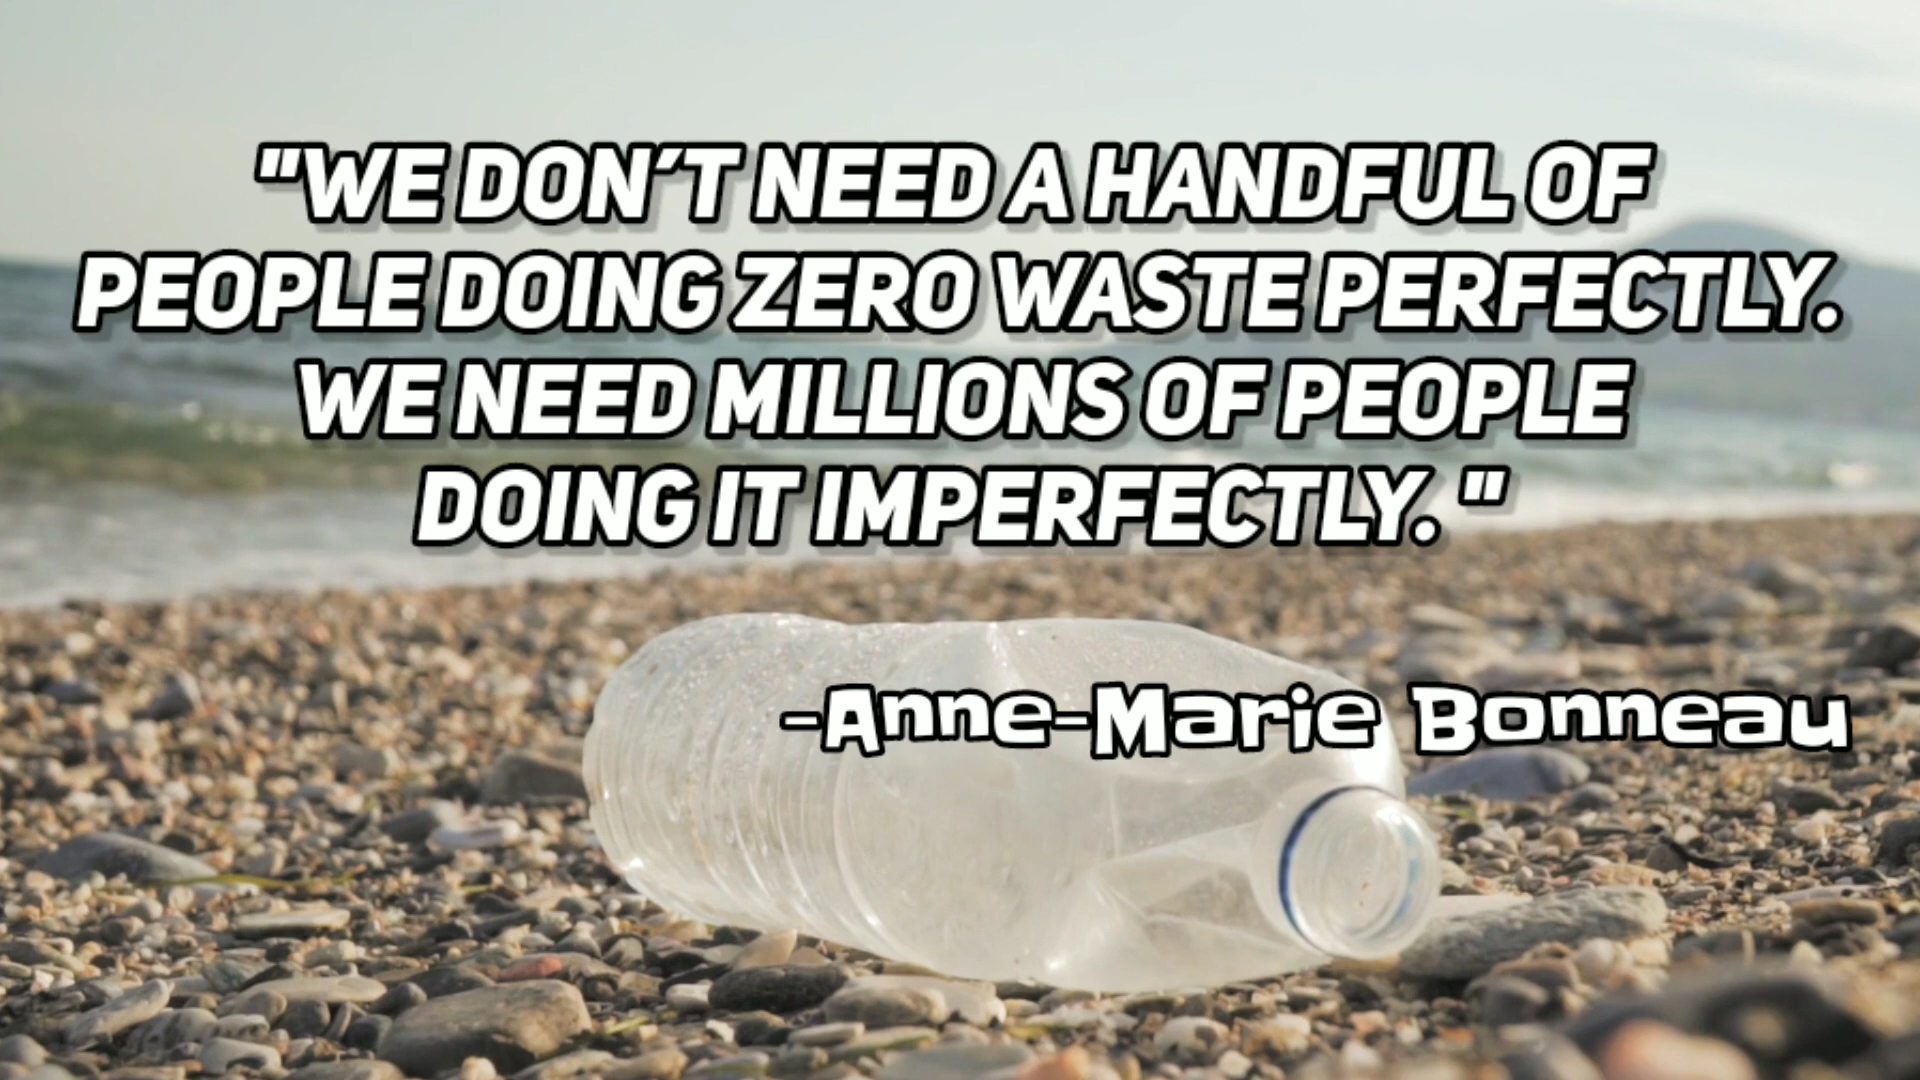 "WE DON'T NEED A HANDFUL OF
PEOPLE DOING ZERO WASTE PERFECTLY.
WE NEED MILLIONS OF PEOPLE
DOING IT IMPERFECTLY. "
-Anne-Marie Bonneau